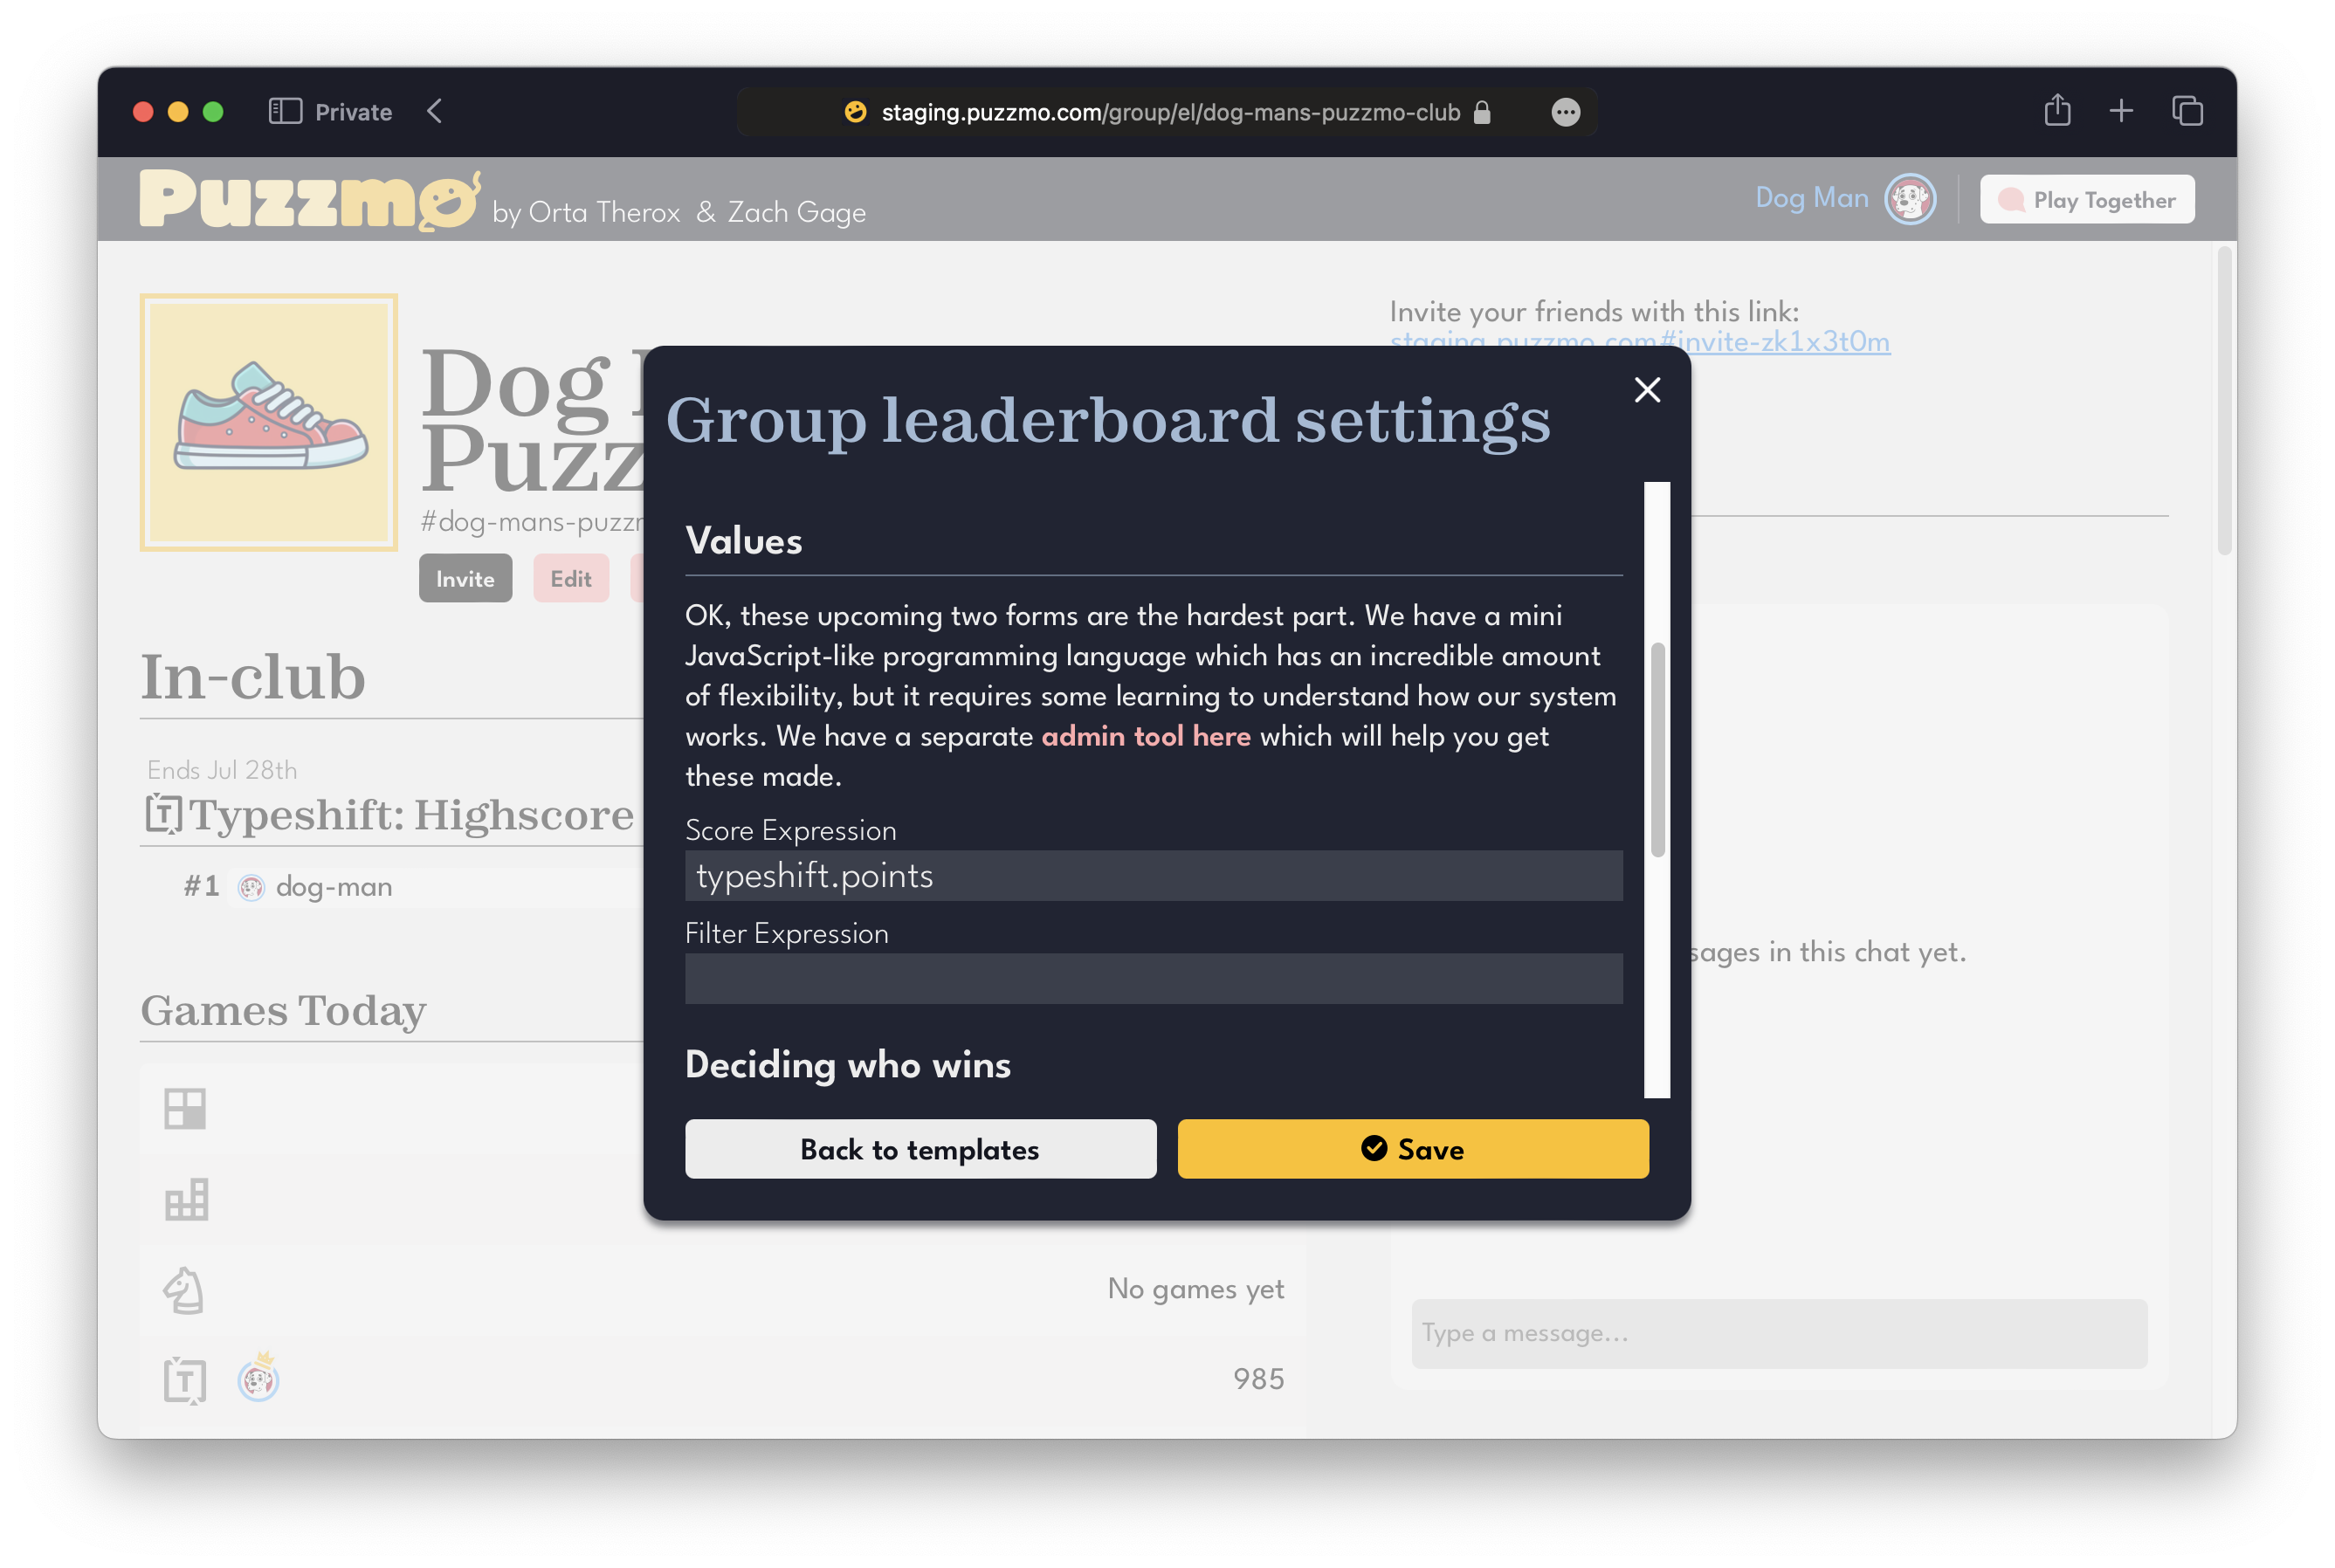 Private
staging.puzzmo.com/group/el/dog-mans-puzzmo-club
Puzzmo by Orta Therox & Zach Gage
Dog Man
Play Together
Invite your friends with this link:
staging.puzzmo.com#invite-zk1x3t0m
Dog
Puzz
#dog-mans-puzz
Invite
Edit
In-club
Ends Jul 28th
Typeshift: Highscore
#1 dog-man
Games Today
No games yet
985
Group leaderboard settings
Values
OK, these upcoming two forms are the hardest part. We have a mini
JavaScript-like programming language which has an incredible amount
of flexibility, but it requires some learning to understand how our system
works. We have a separate admin tool here which will help you get
these made.
Score Expression
typeshift.points
Filter Expression
Deciding who wins
Back to templates
Save
sages in this chat yet.
Type a message...